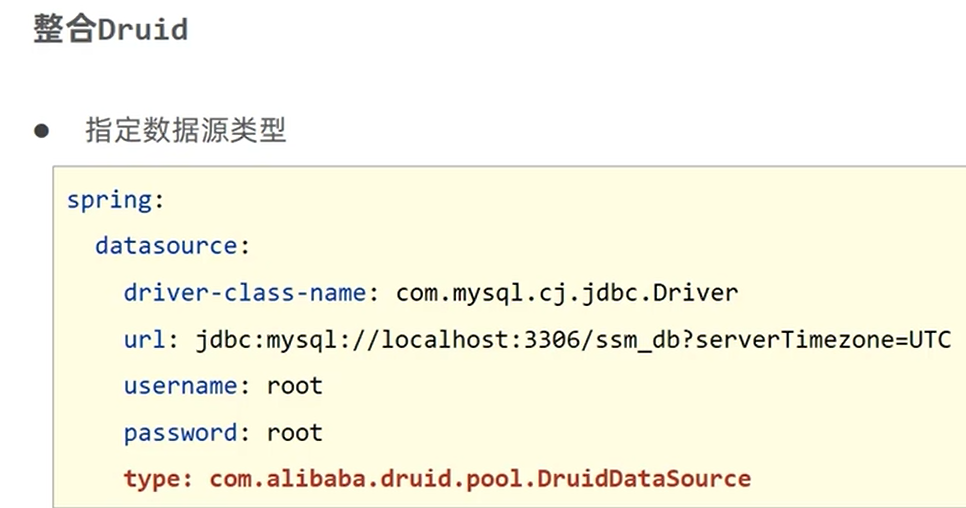 整合Druid
● 指定数据源类型
spring:
  datasource:
    driver-class-name: com.mysql.cj.jdbc.Driver
    url: jdbc:mysql://localhost:3306/ssm_db?serverTimezone=UTC
    username: root
    password: root
    type: com.alibaba.druid.pool.DruidDataSource